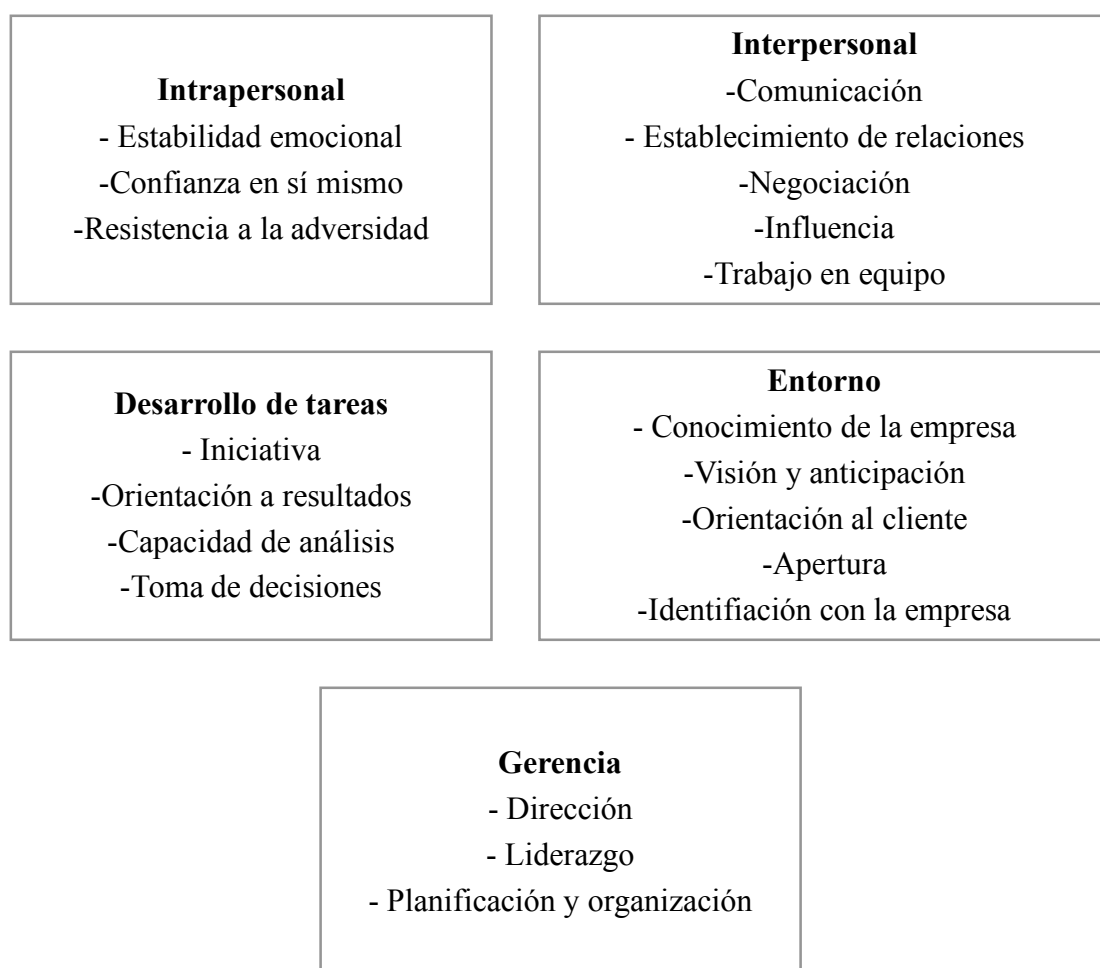 Intrapersonal
- Estabilidad emocional
-Confianza en sí mismo
-Resistencia a la adversidad
Interpersonal
-Comunicación
- Establecimiento de relaciones
-Negociación
-Influencia
-Trabajo en equipo
Desarrollo de tareas
- Iniciativa
-Orientación a resultados
-Capacidad de análisis
-Toma de decisiones
Entorno
- Conocimiento de la empresa
-Visión y anticipación
-Orientación al cliente
-Apertura
-Identifiación con la empresa
Gerencia
- Dirección
- Liderazgo
- Planificación y organización